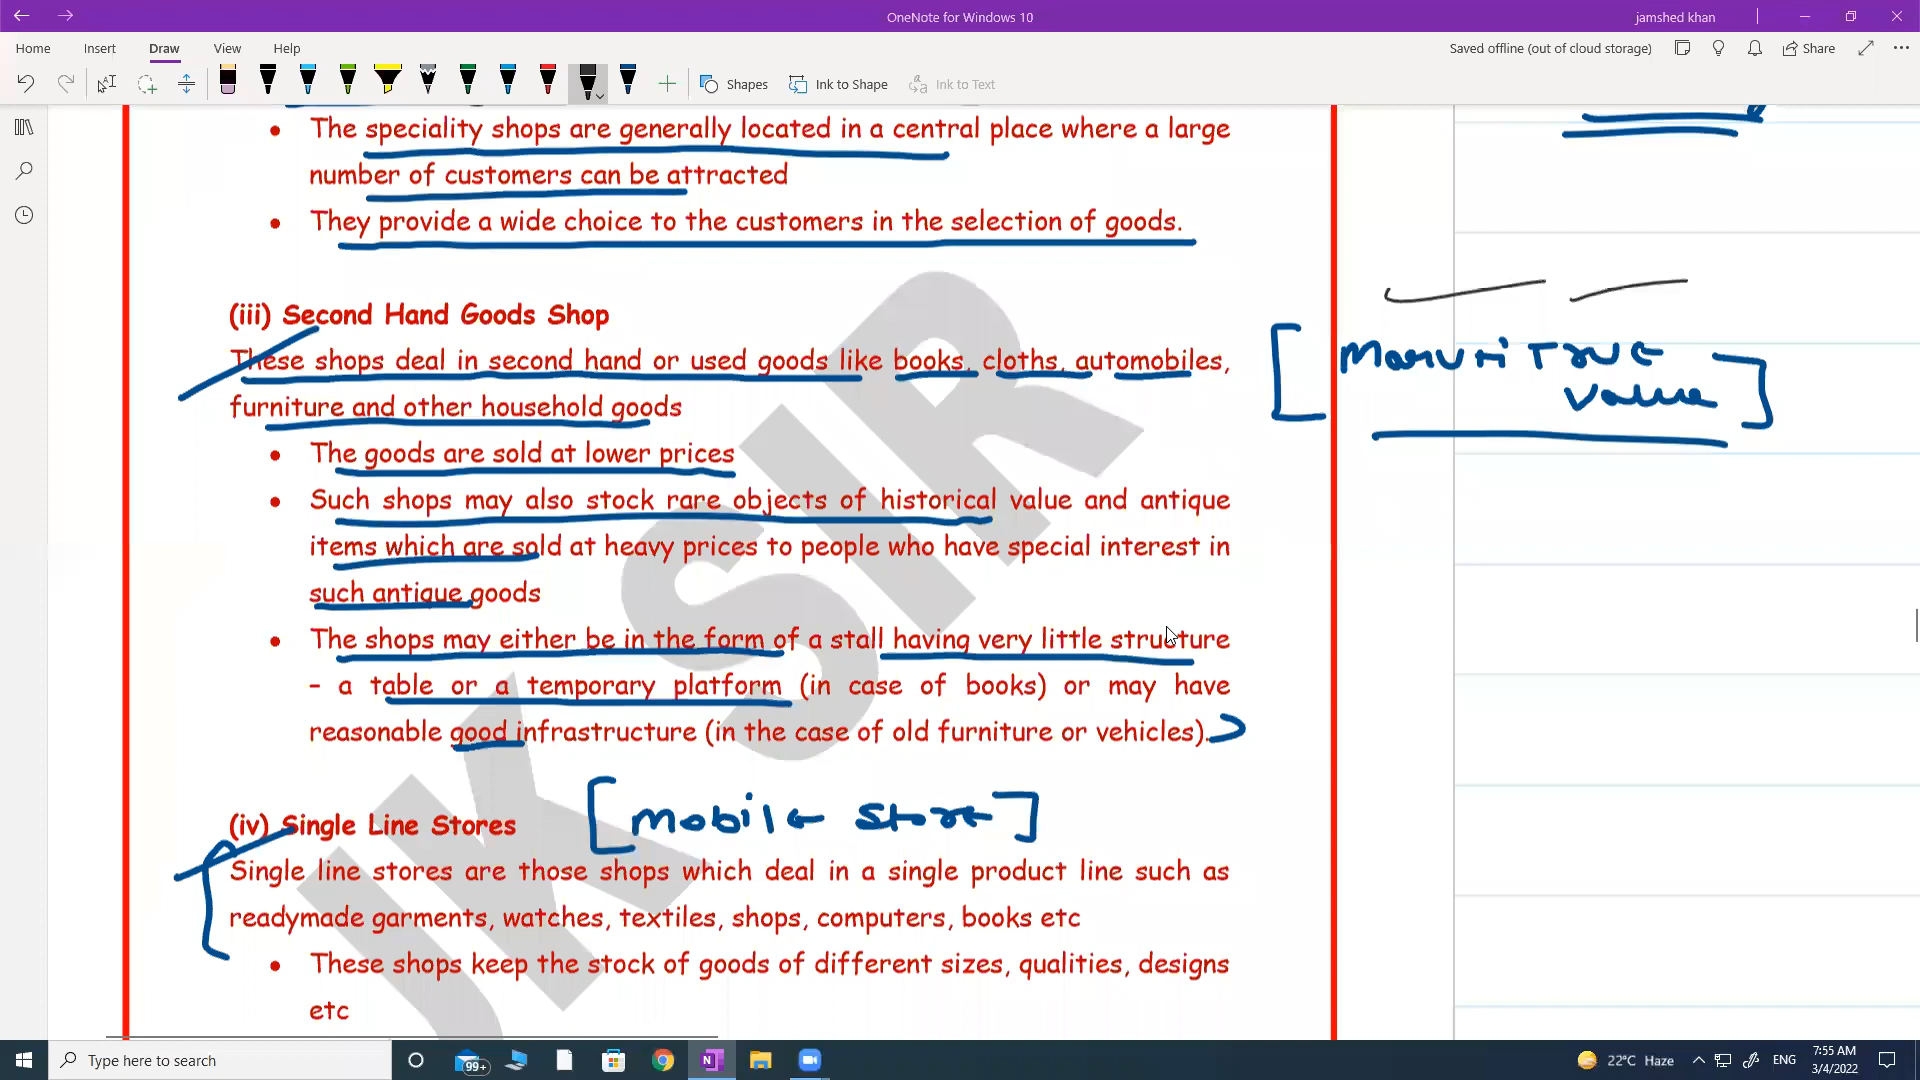 OneNote for Windows 10
jamshed khan
Home Insert Draw View Help
Saved offline (out of cloud storage)
Share
Shapes
Ink to Shape
Ink to Text
• The speciality shops are generally located in a central place where a large
number of customers can be attracted
• They provide a wide choice to the customers in the selection of goods.
(iii) Second Hand Goods Shop
These shops deal in second hand or used goods like books, cloths, automobiles,
furniture and other household goods
Maruti True
Value
• The goods are sold at lower prices
• Such shops may also stock rare objects of historical value and antique
items which are sold at heavy prices to people who have special interest in
such antique goods
• The shops may either be in the form of a stall having very little structure
– a table or a temporary platform (in case of books) or may have
reasonable good infrastructure (in the case of old furniture or vehicles).
(iv) Single Line Stores
[Mobile Store]
Single line stores are those shops which deal in a single product line such as
readymade garments, watches, textiles, shops, computers, books etc
• These shops keep the stock of goods of different sizes, qualities, designs
etc
JK SIR
Type here to search
99+
22°C Haze
ENG
7:55 AM
3/4/2022